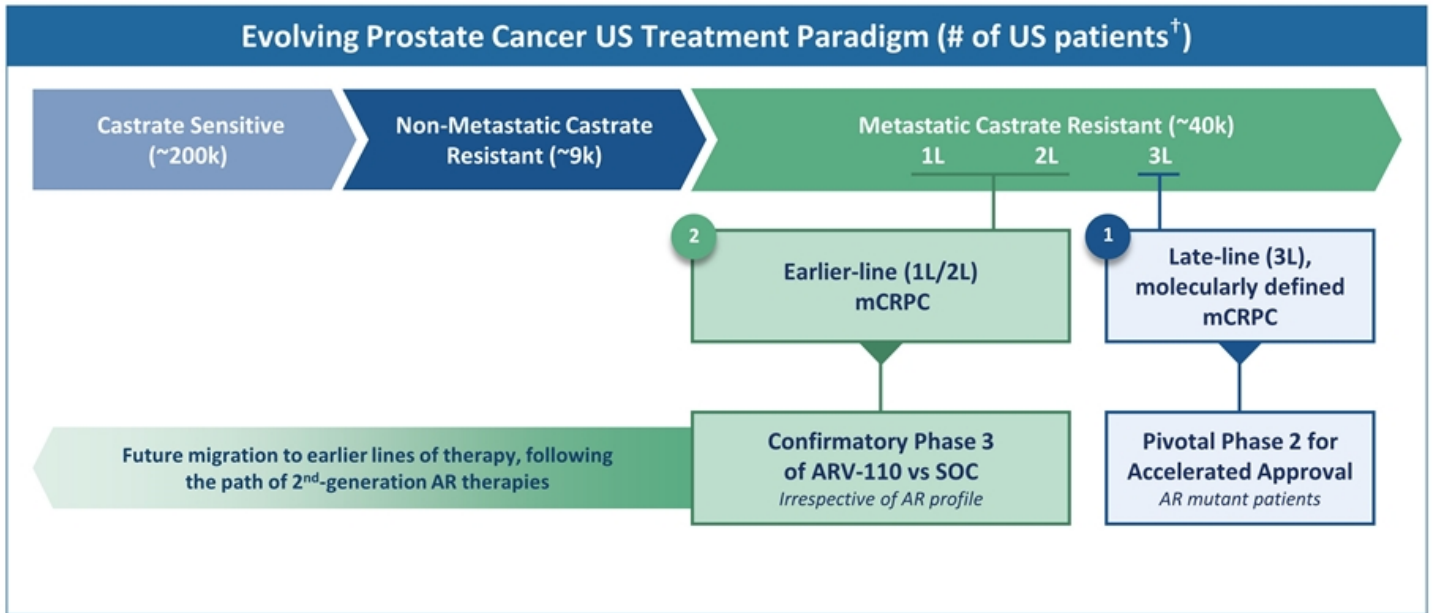 Evolving Prostate Cancer US Treatment Paradigm (# of US patients†)
Castrate Sensitive
(~200k)
Non-Metastatic Castrate
Resistant (~9k)
Metastatic Castrate Resistant (~40k)
1L 2L 3L
2
Earlier-line (1L/2L)
mCRPC
1
Late-line (3L),
molecularly defined
mCRPC
Future migration to earlier lines of therapy, following
the path of 2nd-generation AR therapies
Confirmatory Phase 3
of ARV-110 vs SOC
Irrespective of AR profile
Pivotal Phase 2 for
Accelerated Approval
AR mutant patients